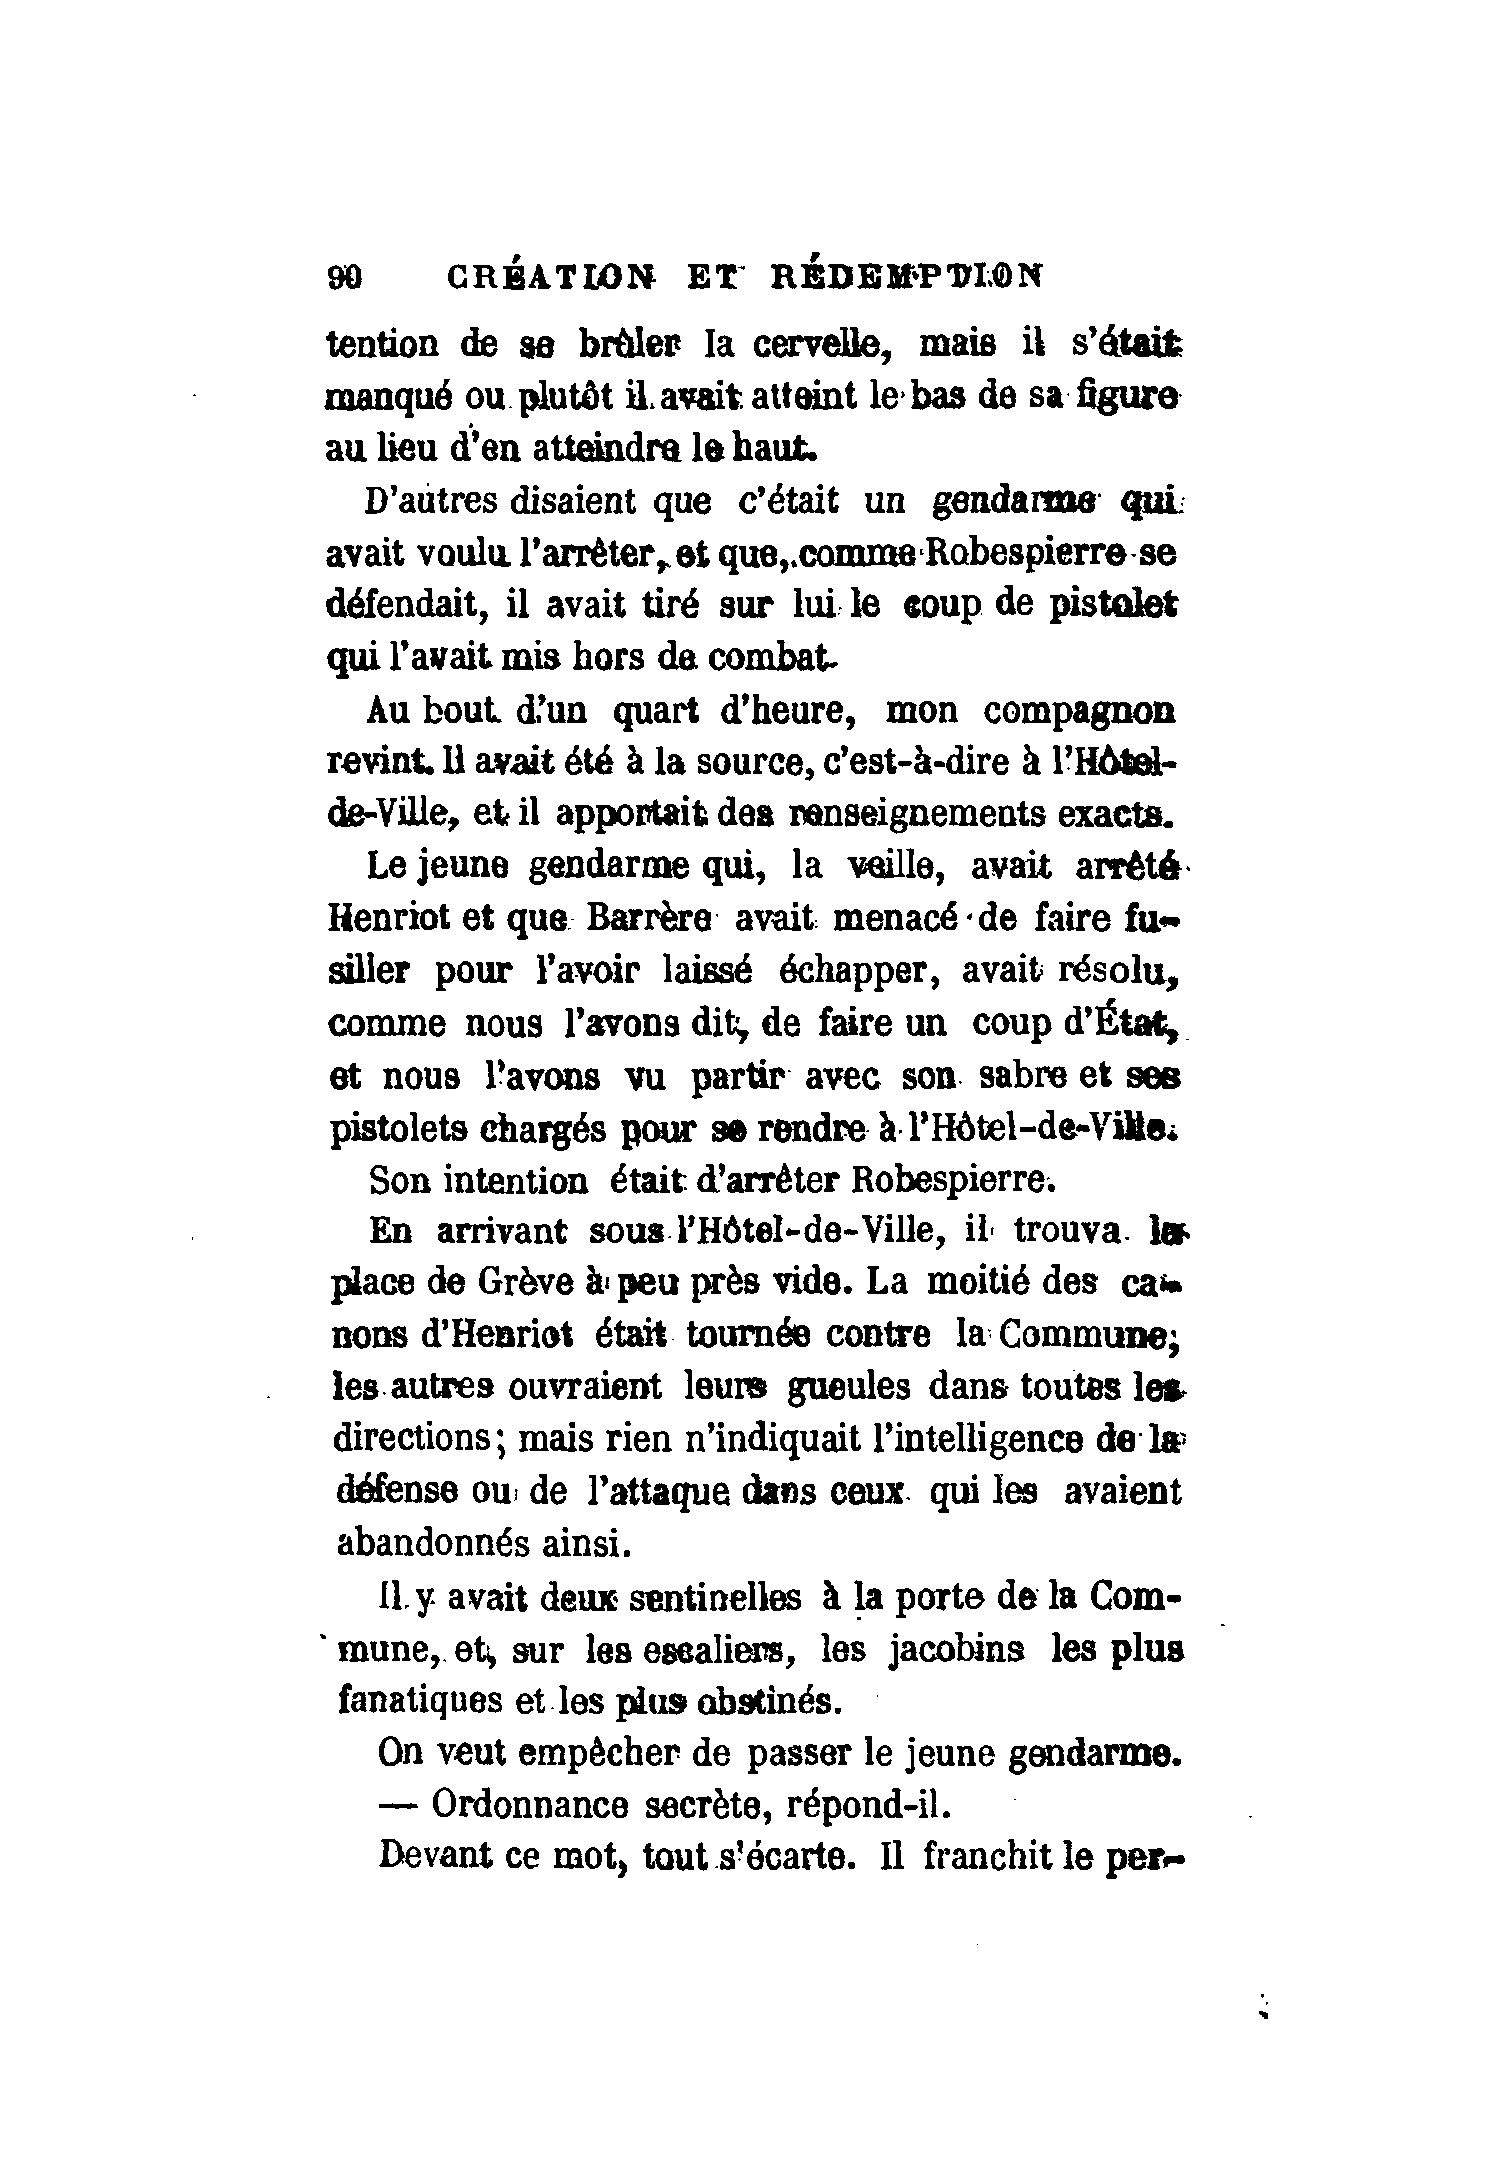 90 CRÉATION ET RÉDEMPTION
tention de se brûler la cervelle, mais il s'était
manqué ou plutôt il avait atteint le bas de sa figure
au lieu d'en atteindre le haut.
D'autres disaient que c'était un gendarme qui
avait voulu l'arrêter, et que, comme Robespierre se
défendait, il avait tiré sur lui le coup de pistolet
qui l'avait mis hors de combat.
Au bout d'un quart d'heure, mon compagnon
revint. Il avait été à la source, c'est-à-dire à l'Hôtel-
de-Ville, et il apportait des renseignements exacts.
Le jeune gendarme qui, la veille, avait arrêté
Henriot et que Barrère avait menacé de faire fu-
siller pour l'avoir laissé échapper, avait résolu,
comme nous l'avons dit, de faire un coup d'État,
et nous l'avons vu partir avec son sabre et ses
pistolets chargés pour se rendre à l'Hôtel-de-Ville.
Son intention était d'arrêter Robespierre.
En arrivant sous l'Hôtel-de-Ville, il trouva la
place de Grève à peu près vide. La moitié des ca-
nons d'Henriot était tournée contre la Commune;
les autres ouvraient leurs gueules dans toutes les
directions; mais rien n'indiquait l'intelligence de la
défense ou de l'attaque dans ceux qui les avaient
abandonnés ainsi.
Il y avait deux sentinelles à la porte de la Com-
mune, et, sur les escaliers, les jacobins les plus
fanatiques et les plus obstinés.
On veut empêcher de passer le jeune gendarme.
— Ordonnance secrète, répond-il.
Devant ce mot, tout s'écarte. Il franchit le per-